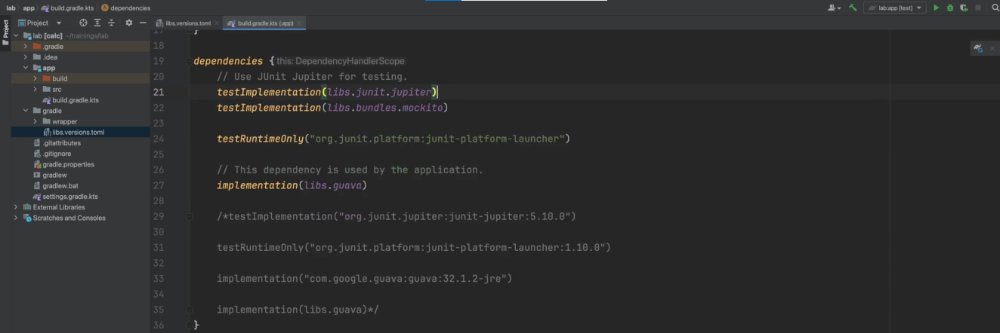 lab app build.gradle.kts dependencies
lab:app [test]
Project
Project
libs.versions.toml
build.gradle.kts (:app)
lab [calc] ~/trainings/lab
.gradle
.idea
app
build
src
build.gradle.kts
gradle
wrapper
libs.versions.toml
.gitattributes
.gitignore
gradle.properties
gradlew
gradlew.bat
settings.gradle.kts
External Libraries
Scratches and Consoles
17 }
18
19 dependencies { this: DependencyHandlerScope
20 // Use JUnit Jupiter for testing.
21 testImplementation(libs.junit.jupiter)
22 testImplementation(libs.bundles.mockito)
23
24 testRuntimeOnly("org.junit.platform:junit-platform-launcher")
25
26 // This dependency is used by the application.
27 implementation(libs.guava)
28
29 /*testImplementation("org.junit.jupiter:junit-jupiter:5.10.0")
30
31 testRuntimeOnly("org.junit.platform:junit-platform-launcher:1.10.0")
32
33 implementation("com.google.guava:guava:32.1.2-jre")
34
35 implementation(libs.guava)*/
36 }